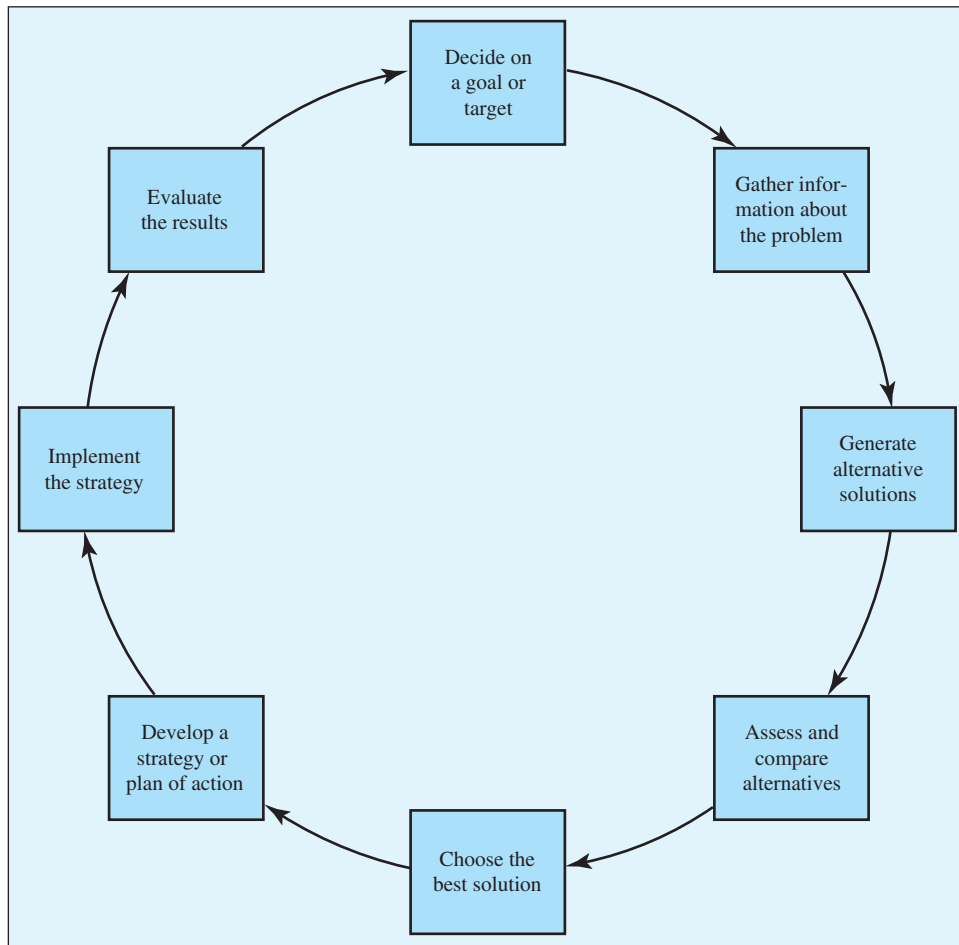 Decide on
a goal or
target
Gather infor-
mation about
the problem
Generate
alternative
solutions
Assess and
compare
alternatives
Choose the
best solution
Develop a
strategy or
plan of action
Implement
the strategy
Evaluate
the results